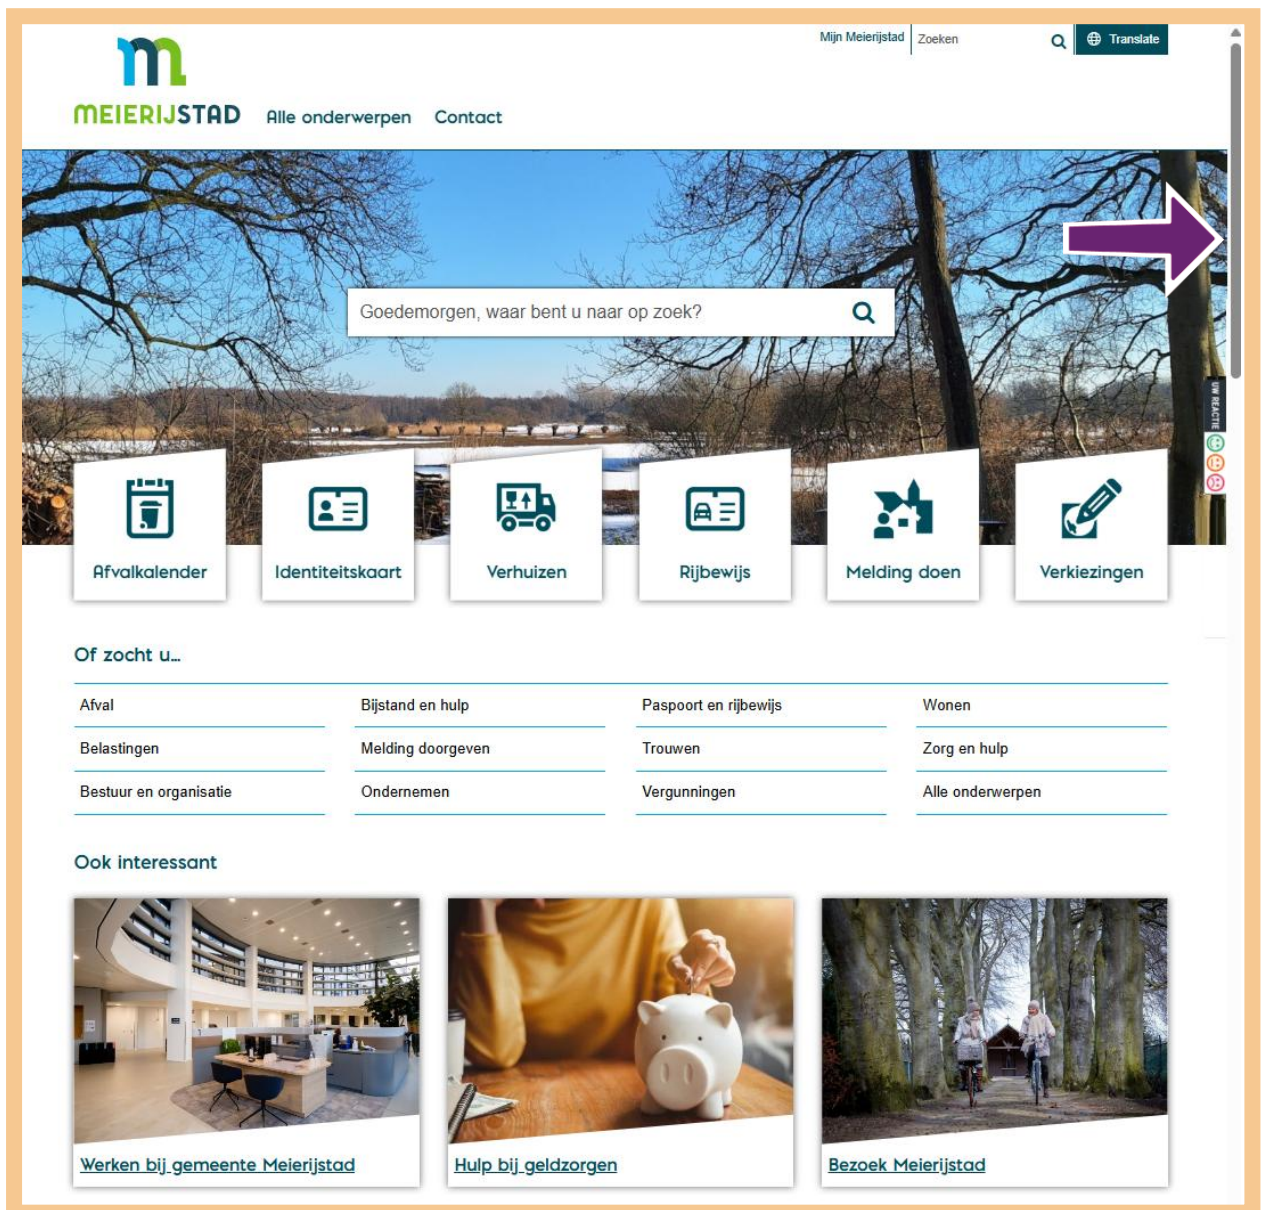 Mijn Meierijstad
Zoeken
Translate
MEIERIJSTAD
Alle onderwerpen
Contact
Goedemorgen, waar bent u naar op zoek?
UW REACTIE
Afvalkalender
Identiteitskaart
Verhuizen
Rijbewijs
Melding doen
Verkiezingen
Of zocht u...
Afval
Bijstand en hulp
Paspoort en rijbewijs
Wonen
Belastingen
Melding doorgeven
Trouwen
Zorg en hulp
Bestuur en organisatie
Ondernemen
Vergunningen
Alle onderwerpen
Ook interessant
Werken bij gemeente Meierijstad
Hulp bij geldzorgen
Bezoek Meierijstad